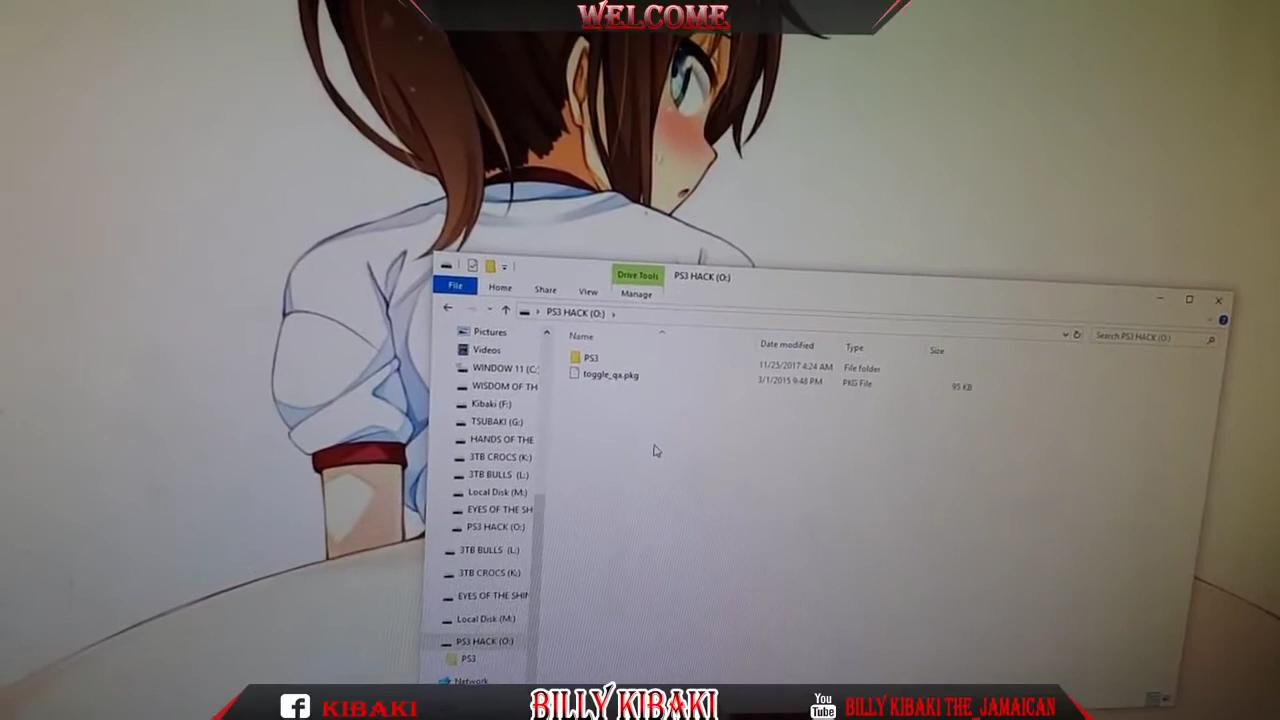 WELCOME
Drive Tools
PS3 HACK (O:)
File
Home
Share
View
Manage
PS3 HACK (O:)
Search PS3 HACK (O:)
Name
Date modified
Type
Size
PS3
11/25/2017 4:24 AM
File folder
toggle_qa.pkg
3/1/2015 9:48 PM
PKG File
95 KB
Pictures
Videos
WINDOW 11 (C:
WISDOM OF TH
Kibaki (F:)
TSUBAKI (G:)
HANDS OF THE
3TB CROCS (K:)
3TB BULLS (L:)
Local Disk (M:)
EYES OF THE SH
PS3 HACK (O:)
3TB BULLS (L:)
3TB CROCS (K:)
EYES OF THE SHIN
Local Disk (M:)
PS3 HACK (O:)
PS3
Network
KIBAKI
BILLY KIBAKI
You Tube
BILLY KIBAKI THE_JAMAICAN